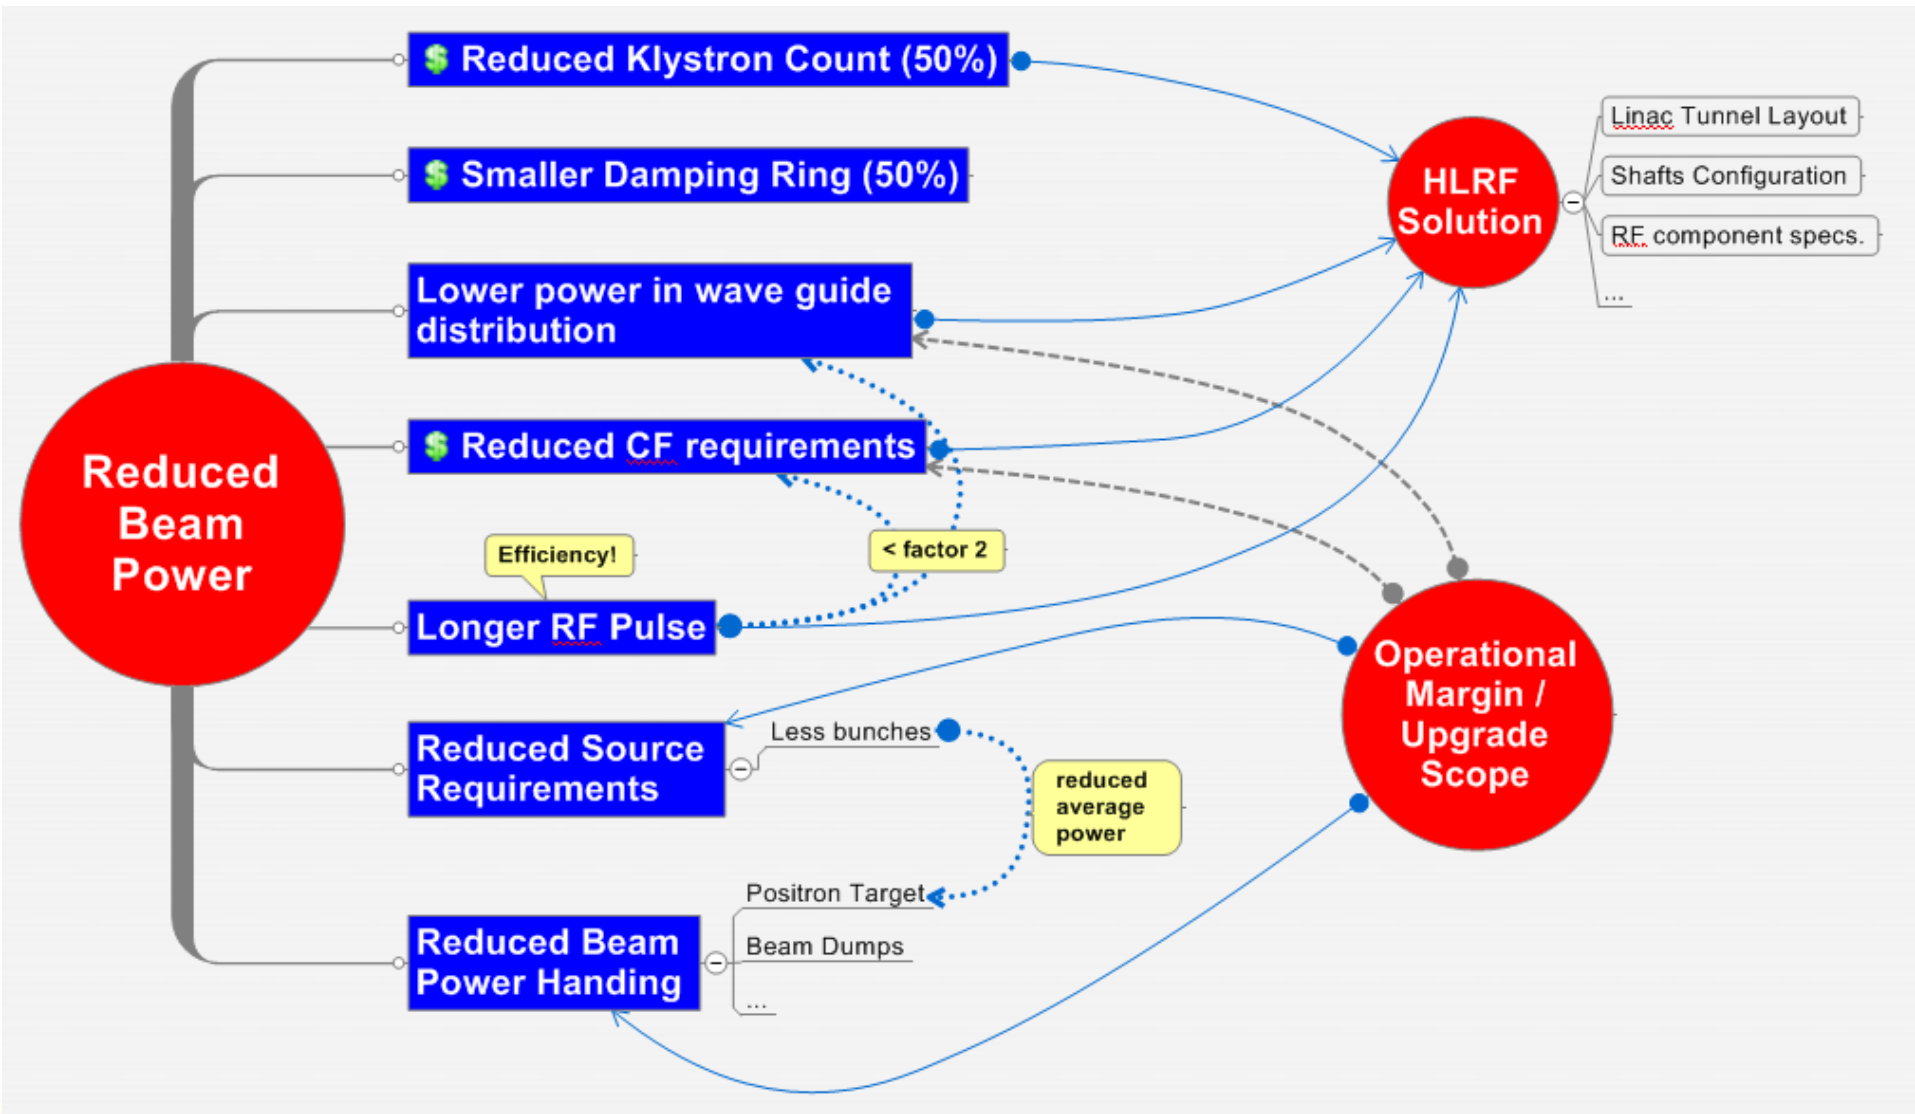 $ Reduced Klystron Count (50%)
$ Smaller Damping Ring (50%)
Lower power in wave guide
distribution
$ Reduced CF requirements
Efficiency!
< factor 2
Longer RF Pulse
Reduced
Beam
Power
Reduced Source
Requirements
Less bunches
reduced
average
power
Reduced Beam
Power Handing
Positron Target
Beam Dumps
...
HLRF
Solution
Linac Tunnel Layout
Shafts Configuration
RF component specs.
...
Operational
Margin /
Upgrade
Scope